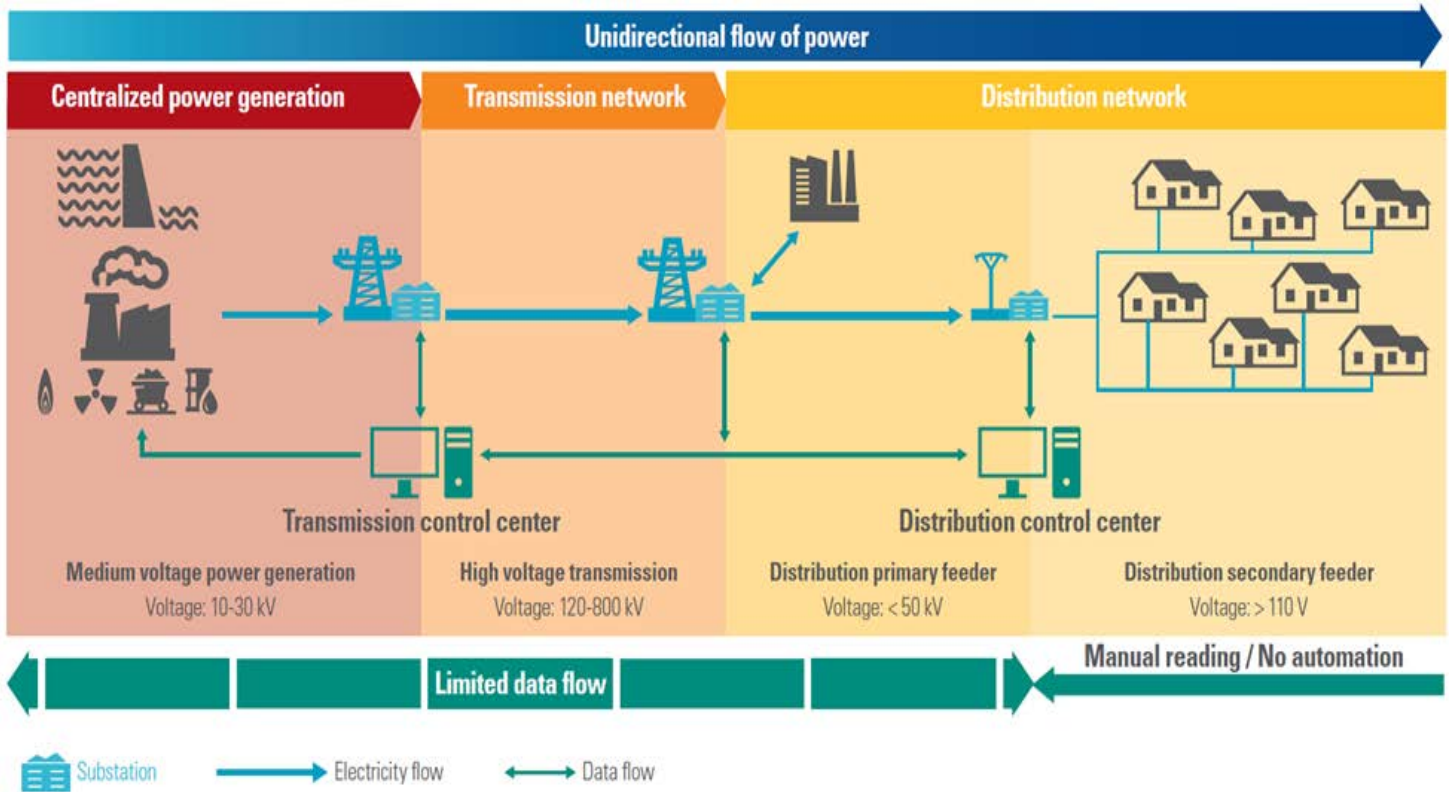 Unidirectional flow of power
Centralized power generation
Transmission network
Distribution network
Transmission control center
Distribution control center
Medium voltage power generation
Voltage: 10-30 kV
High voltage transmission
Voltage: 120-800 kV
Distribution primary feeder
Voltage: < 50 kV
Distribution secondary feeder
Voltage: > 110 V
Limited data flow
Manual reading / No automation
Substation
Electricity flow
Data flow